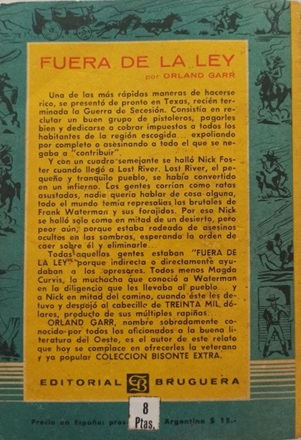 FUERA DE LA LEY
por ORLAND GARR
Una de las más rápidas maneras de hacerse
rico, se presentó de pronto en Texas, recién ter-
minada la Guerra de Secesión. Consistía en re-
clutar un buen grupo de pistoleros, pagarles
bien y dedicarse a cobrar impuestos a todos los
habitantes de la región escogida... expoliando
por completo o asesinando a todo el que se nega-
ba a "contribuir".
Y con un cuadro semejante se halló Nick Fos-
ter cuando llegó a Lost River. Lost River, el pe-
queño y tranquilo pueblo, se había convertido
en un infierno. Las gentes corrían como ratas
asustadas, nadie quería hablar de cosa alguna,
todo el mundo temía represalias brutales de
Frank Waterman y sus forajidos. Por eso Nick
se halló solo como en mitad de un desierto, pero
peor aún, porque estaba rodeado de asesinos
ocultos en las sombras, esperando la orden de
caer sobre él y eliminarle...
Todas aquellas gentes estaban "FUERA DE
LA LEY" porque indirecta o directamente ayu-
daban a los opresores. Todos menos Magda
Curvis, la muchacha que conoció a Waterman
en la diligencia que les llevaba al pueblo y
a Nick en mitad del camino, cuando éste les de-
tuvo y despojó al cabecilla de TREINTA MIL dó-
lares, producto de sus múltiples rapiñas.
ORLAND GARR, nombre sobradamente co-
nocido por todos los aficionados a la buena li-
teratura del Oeste, es el autor de este relato
que hoy se complace en ofrecerles la veterana
y ya popular COLECCION BISONTE EXTRA.
EDITORIAL B BRUGUERA
8
Ptas.
Precio en España: ptas. Argentina $ 15.-